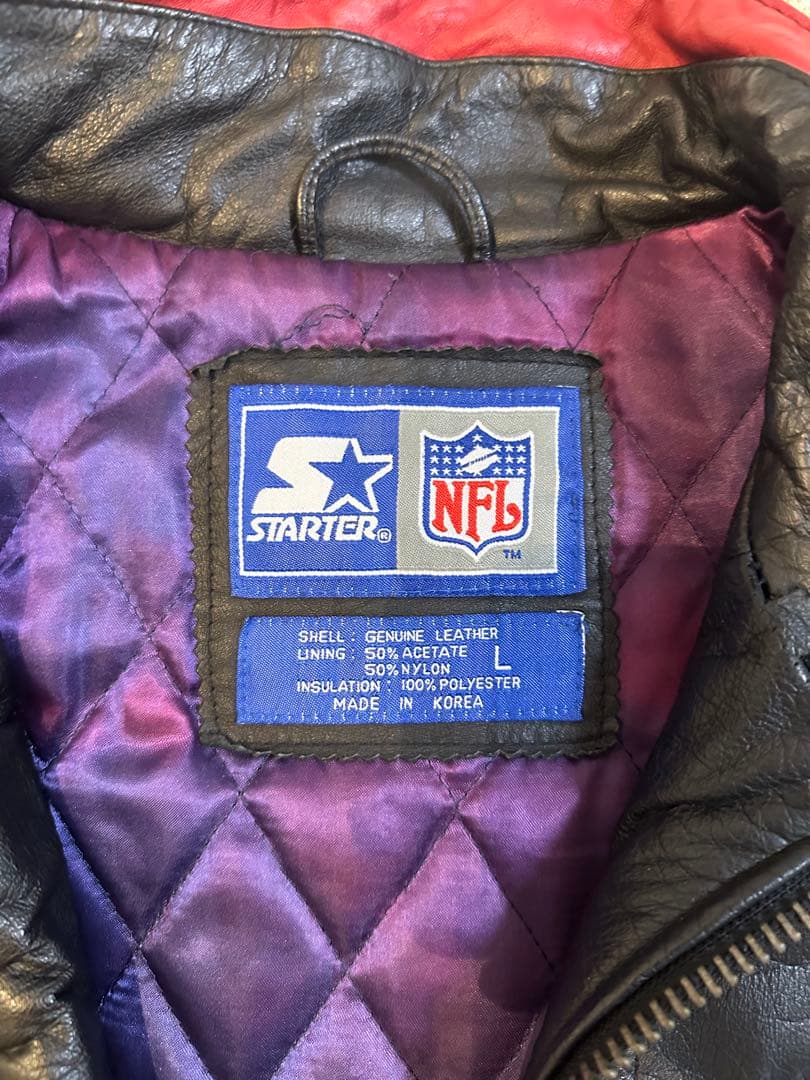 STARTER®
NFL
TM
SHELL : GENUINE LEATHER
LINING : 50% ACETATE
50% NYLON
L
INSULATION : 100% POLYESTER
MADE IN KOREA